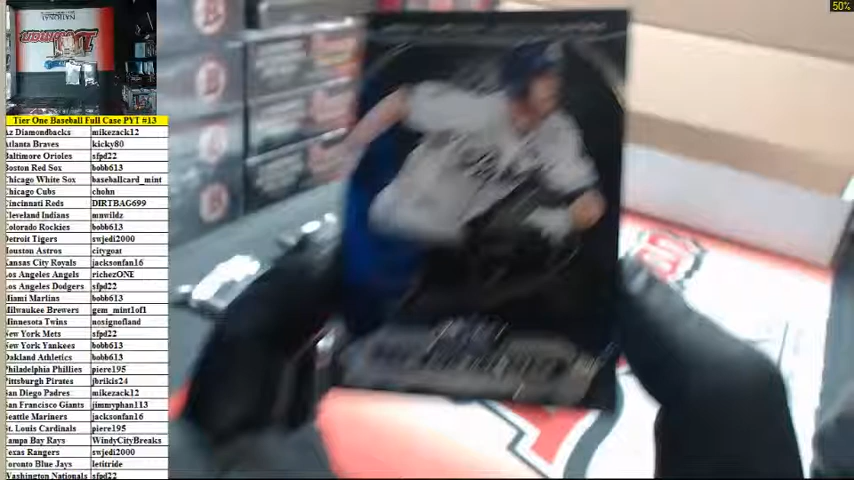 50%
NATIONAL
Tier One Baseball Full Case PYT #13
Az Diamondbacks mikezack12
Atlanta Braves kicky80
Baltimore Orioles sfpd22
Boston Red Sox bobb613
Chicago White Sox baseballcard_mint
Chicago Cubs chohn
Cincinnati Reds DIRTBAG699
Cleveland Indians mnwildz
Colorado Rockies bobb613
Detroit Tigers swjedi2000
Houston Astros citygoat
Kansas City Royals jacksonfan16
Los Angeles Angels richezONE
Los Angeles Dodgers sfpd22
Miami Marlins bobb613
Milwaukee Brewers gem_mint1of1
Minnesota Twins nosignofland
New York Mets sfpd22
New York Yankees bobb613
Oakland Athletics bobb613
Philadelphia Phillies piere195
Pittsburgh Pirates jbrikis24
San Diego Padres mikezack12
San Francisco Giants jimmyphan113
Seattle Mariners jacksonfan16
St. Louis Cardinals piere195
Tampa Bay Rays WindyCityBreaks
Texas Rangers swjedi2000
Toronto Blue Jays letitride
Washington Nationals sfpd22